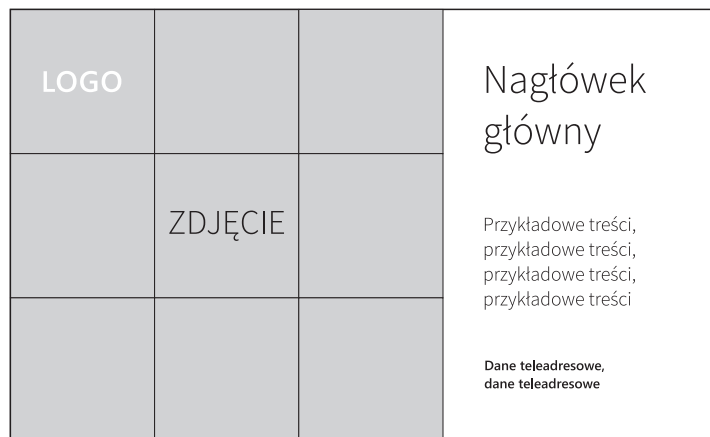 LOGO
ZDJĘCIE
Nagłówek
główny
Przykładowe treści,
przykładowe treści,
przykładowe treści,
przykładowe treści
Dane teleadresowe,
dane teleadresowe